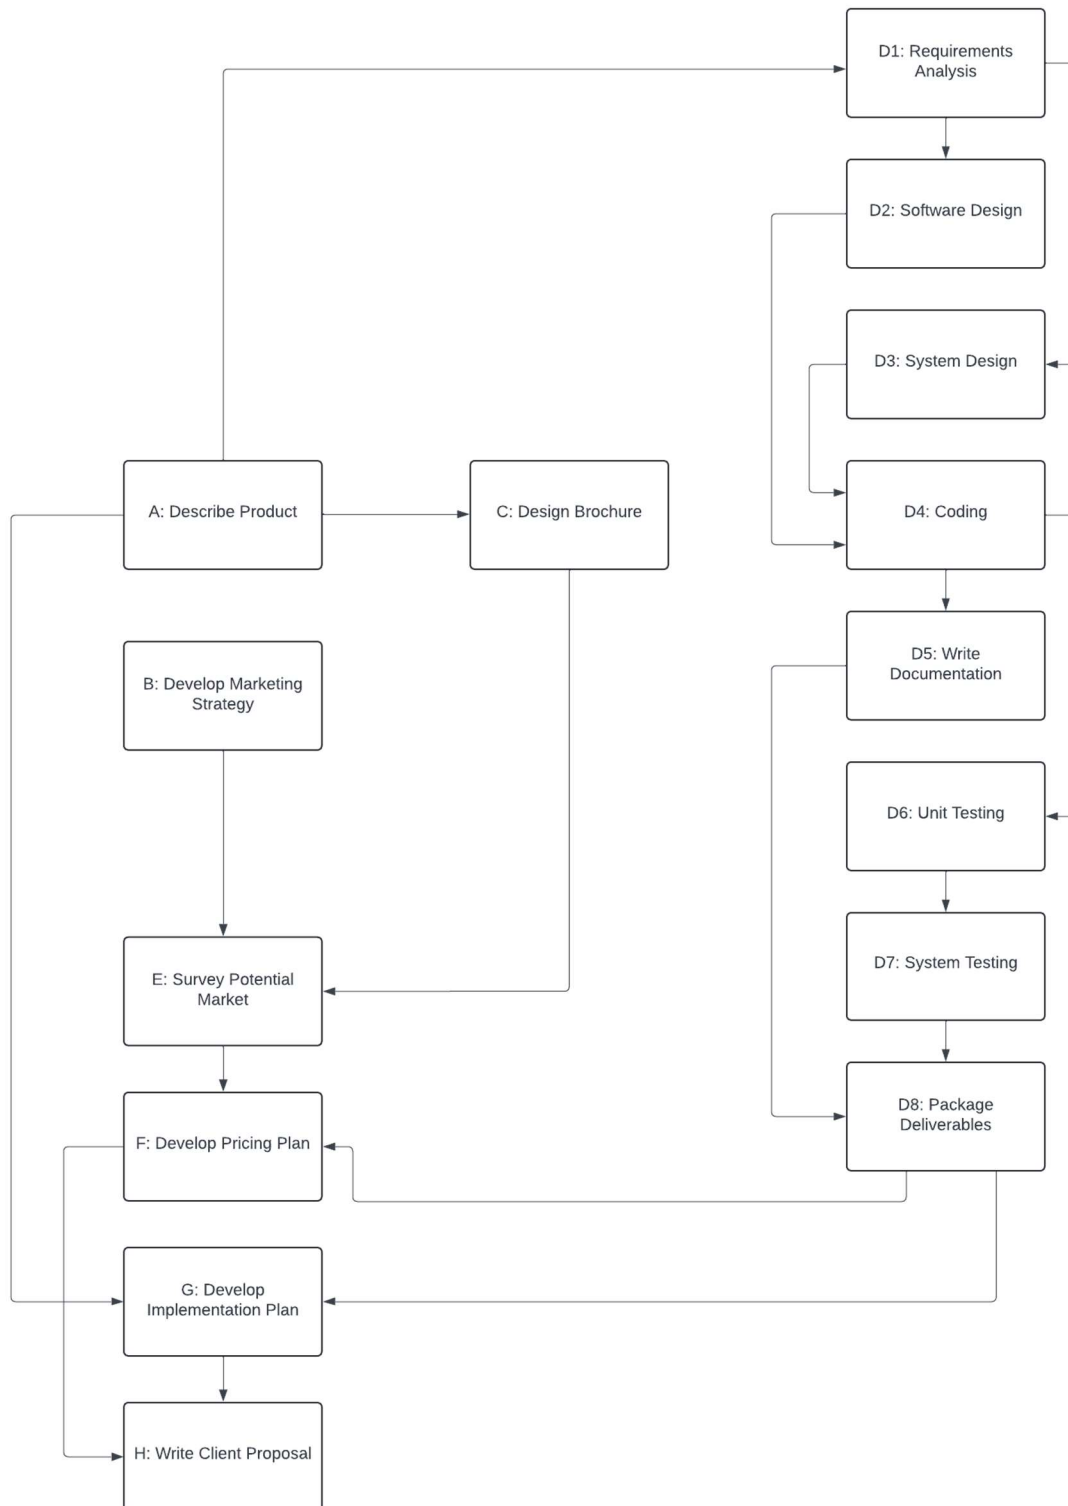 D1: Requirements
Analysis
D2: Software Design
D3: System Design
A: Describe Product
C: Design Brochure
D4: Coding
B: Develop Marketing
Strategy
D5: Write
Documentation
D6: Unit Testing
E: Survey Potential
Market
D7: System Testing
F: Develop Pricing Plan
D8: Package
Deliverables
G: Develop
Implementation Plan
H: Write Client Proposal